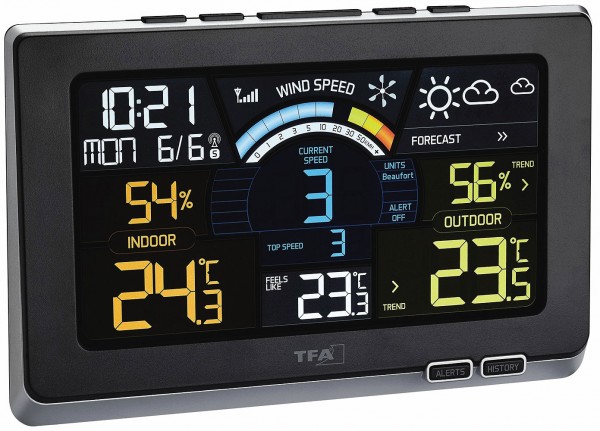 10:21
WIND SPEED
MON 6/6 S
0 1 2 3 5 10 15 20 30 50KM+
FORECAST >>
CURRENT
SPEED
UNITS
Beaufort
54%
3
56%
TREND
ALERT
OFF
INDOOR
OUTDOOR
TOP SPEED 3
24.3°C
FEELS
LIKE
23.3°C
TREND
23.5°C
TFA
ALERTS
HISTORY